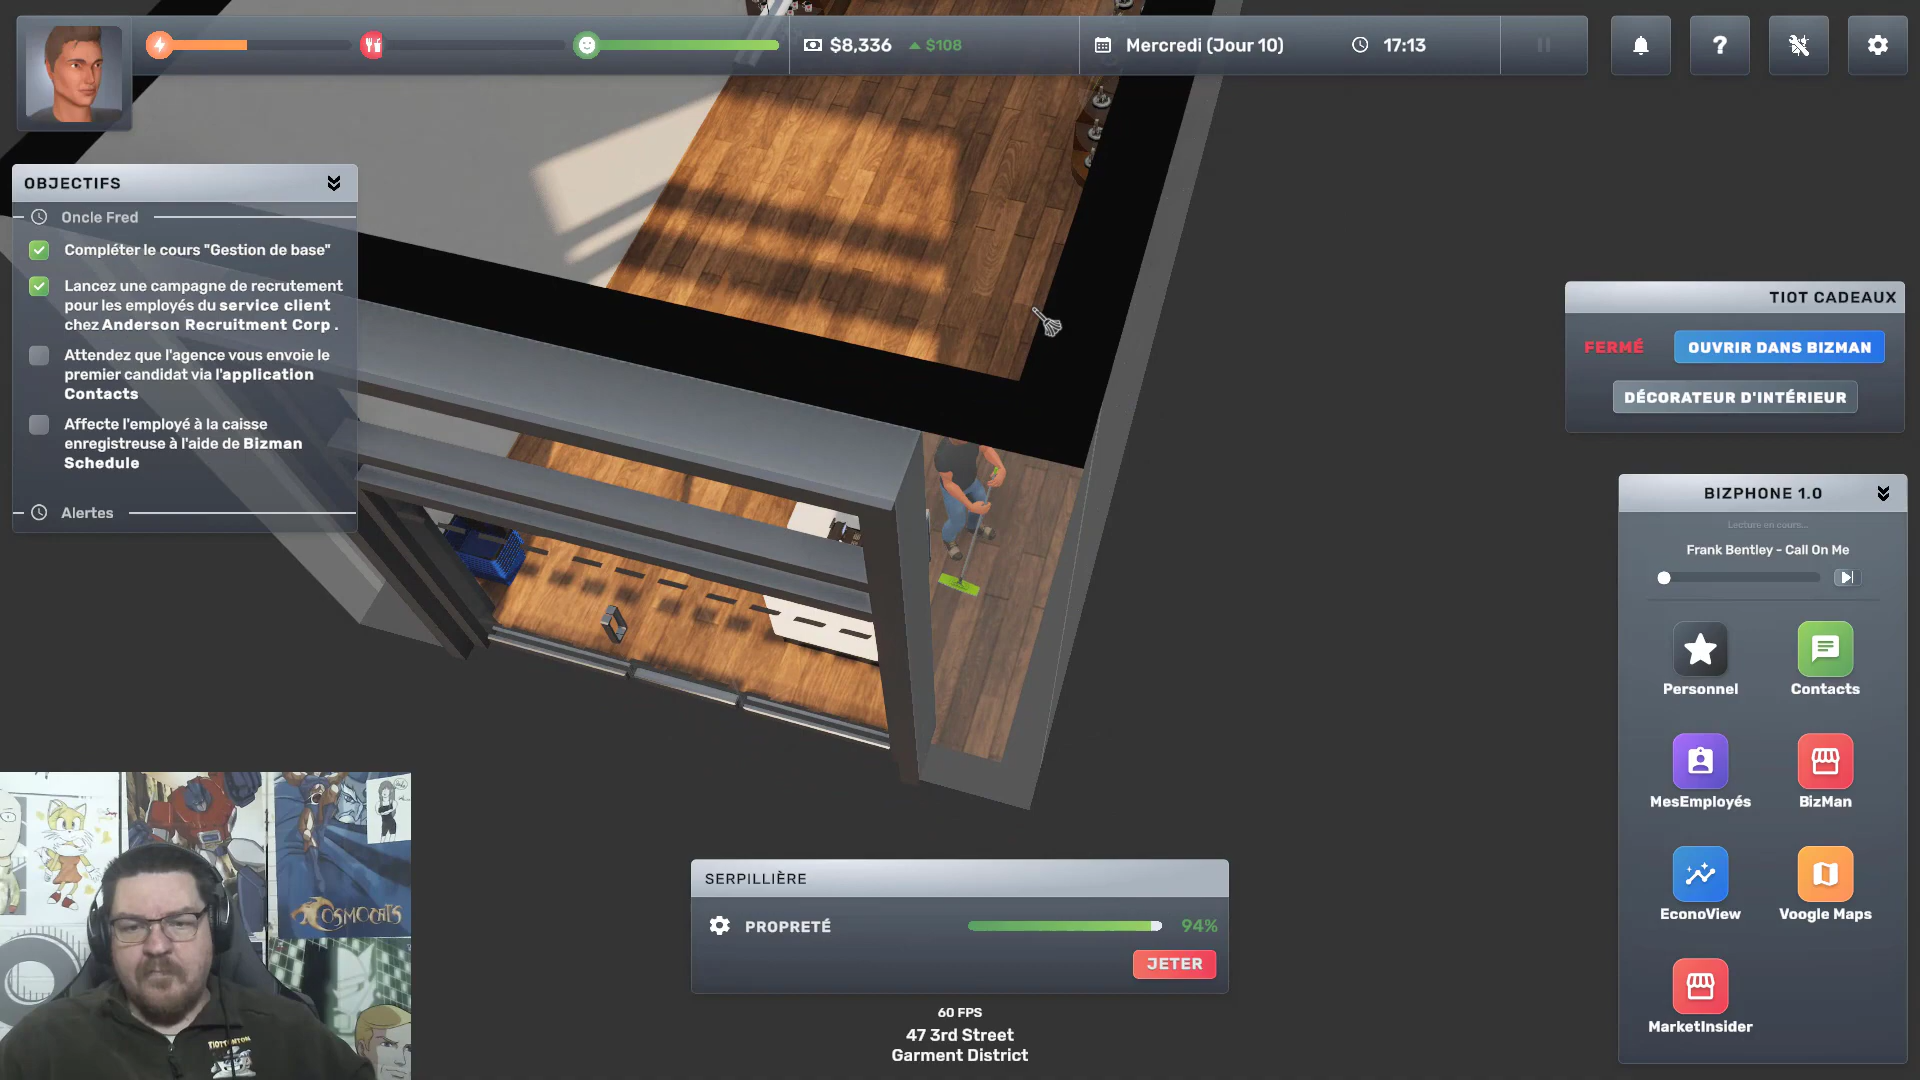 $8,336
$108
Mercredi (Jour 10)
17:13
?
OBJECTIFS
Oncle Fred
Compléter le cours "Gestion de base"
Lancez une campagne de recrutement
pour les employés du service client
chez Anderson Recruitment Corp .
Attendez que l'agence vous envoie le
premier candidat via l'application
Contacts
Affecte l'employé à la caisse
enregistreuse à l'aide de Bizman
Schedule
Alertes
TIOT CADEAUX
FERMÉ
OUVRIR DANS BIZMAN
DÉCORATEUR D'INTÉRIEUR
BIZPHONE 1.0
Lecture en cours...
Frank Bentley - Call On Me
Personnel
Contacts
MesEmployés
BizMan
EconoView
Voogle Maps
MarketInsider
SERPILLIÈRE
PROPRETÉ
94%
JETER
60 FPS
47 3rd Street
Garment District
COSMOCATS